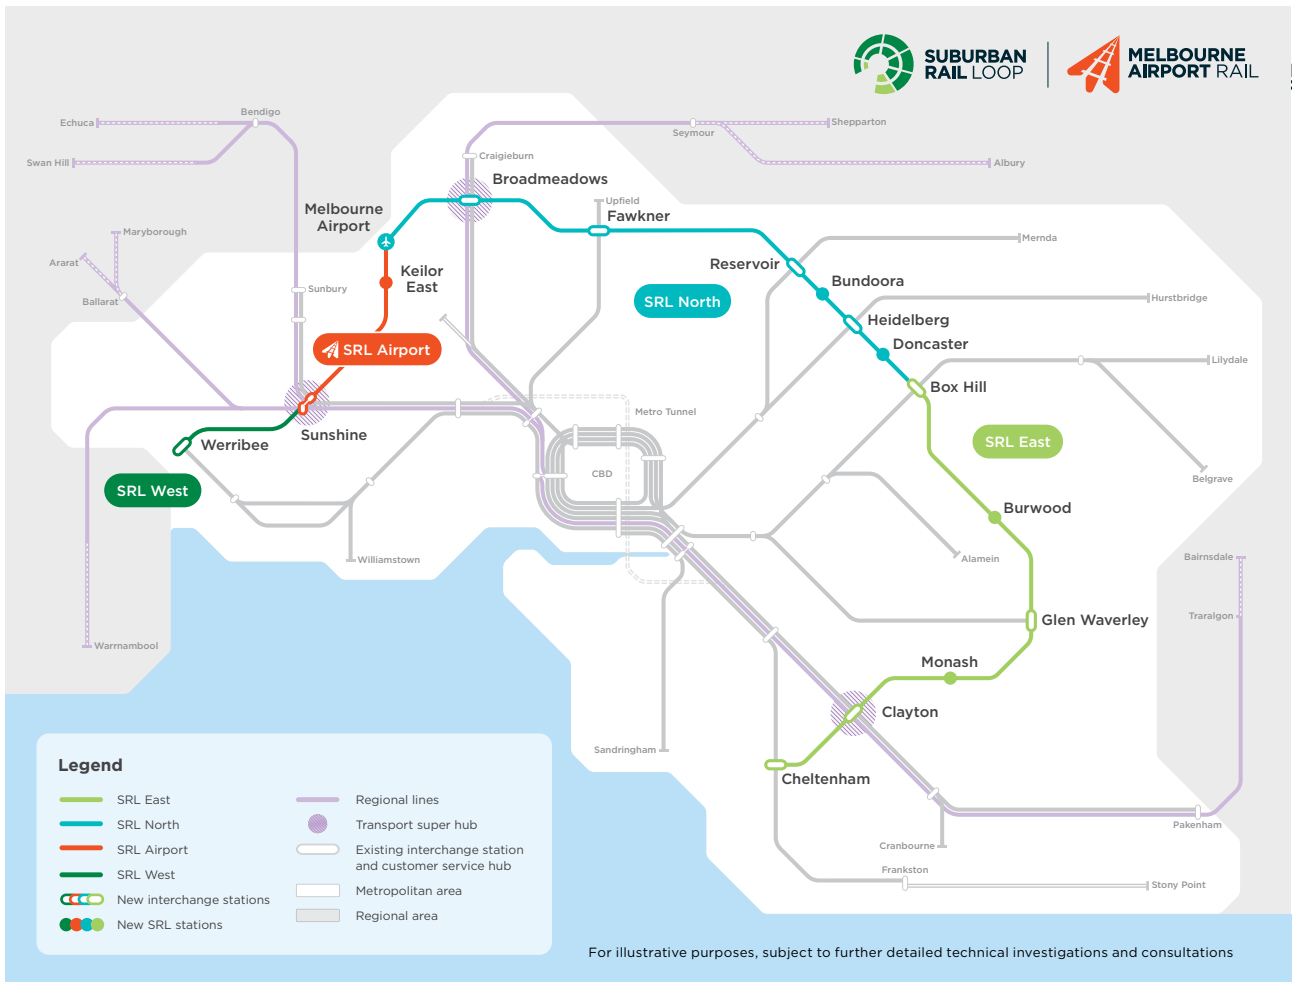 SUBURBAN
RAIL LOOP
MELBOURNE
AIRPORT RAIL
Echuca
Bendigo
Swan Hill
Craigieburn
Seymour
Shepparton
Albury
Broadmeadows
Melbourne
Airport
Upfield
Fawkner
Maryborough
Ararat
Ballarat
Sunbury
Keilor
East
Reservoir
Mernda
Bundoora
SRL North
Hurstbridge
Heidelberg
Doncaster
SRL Airport
Lilydale
Box Hill
Metro Tunnel
Sunshine
Werribee
SRL East
CBD
SRL West
Belgrave
Burwood
Williamstown
Alamein
Bairnsdale
Traralgon
Glen Waverley
Warrnambool
Monash
Clayton
Sandringham
Cheltenham
Pakenham
Cranbourne
Frankston
Stony Point
Legend
SRL East
SRL North
SRL Airport
SRL West
New interchange stations
New SRL stations
Regional lines
Transport super hub
Existing interchange station
and customer service hub
Metropolitan area
Regional area
For illustrative purposes, subject to further detailed technical investigations and consultations